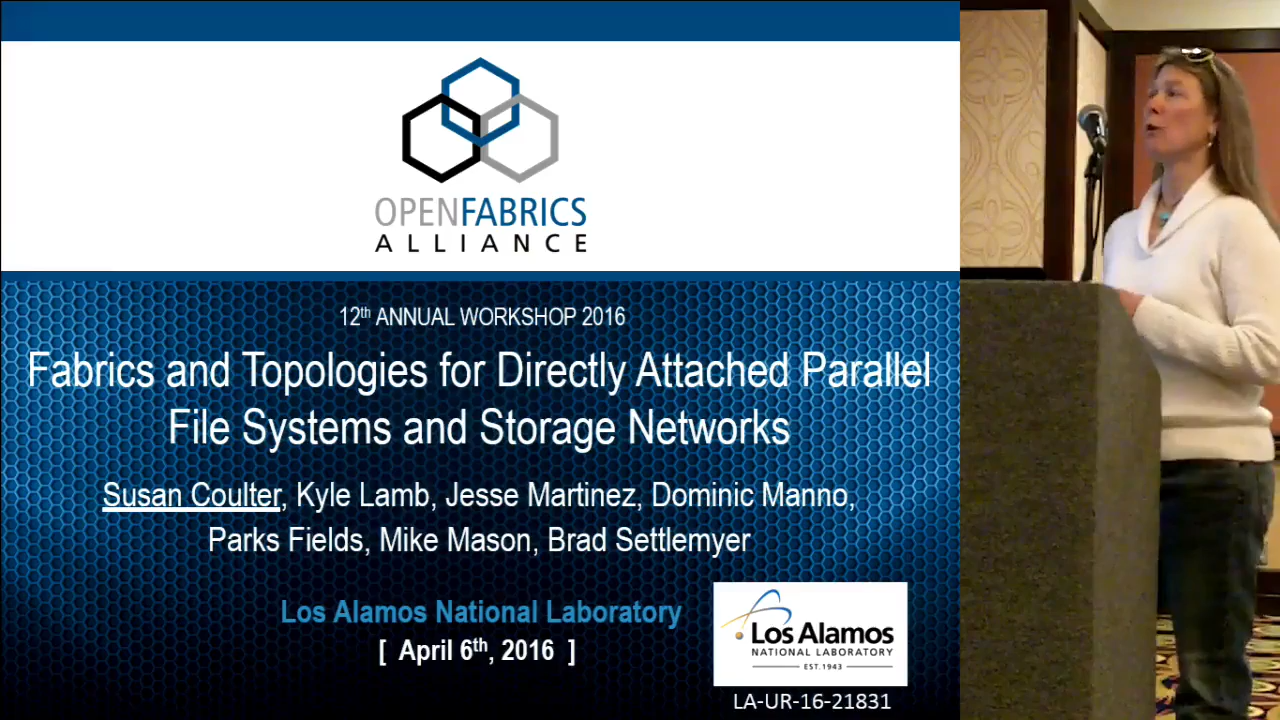 OPENFABRICS
ALLIANCE
12th ANNUAL WORKSHOP 2016
Fabrics and Topologies for Directly Attached Parallel
File Systems and Storage Networks
Susan Coulter, Kyle Lamb, Jesse Martinez, Dominic Manno,
Parks Fields, Mike Mason, Brad Settlemyer
Los Alamos National Laboratory
[ April 6th, 2016 ]
Los Alamos
NATIONAL LABORATORY
EST.1943
LA-UR-16-21831